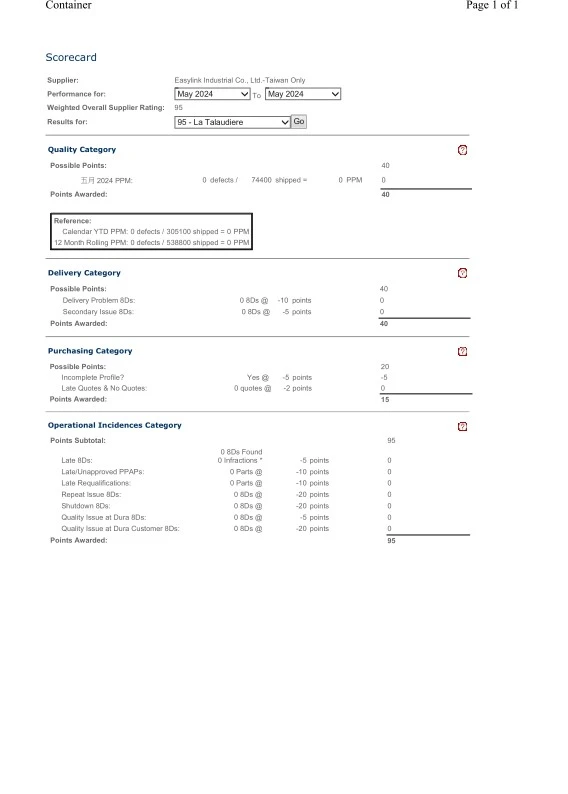 Container Page 1 of 1
Scorecard
Supplier: Easylink Industrial Co., Ltd.-Taiwan Only
Performance for: May 2024 To May 2024
Weighted Overall Supplier Rating: 95
Results for: 95 - La Talaudiere Go
Quality Category ?
Possible Points: 40
五月 2024 PPM: 0 defects / 74400 shipped = 0 PPM 0
Points Awarded: 40
Reference:
Calendar YTD PPM: 0 defects / 305100 shipped = 0 PPM
12 Month Rolling PPM: 0 defects / 538800 shipped = 0 PPM
Delivery Category ?
Possible Points: 40
Delivery Problem 8Ds: 0 8Ds @ -10 points 0
Secondary Issue 8Ds: 0 8Ds @ -5 points 0
Points Awarded: 40
Purchasing Category ?
Possible Points: 20
Incomplete Profile? Yes @ -5 points -5
Late Quotes & No Quotes: 0 quotes @ -2 points 0
Points Awarded: 15
Operational Incidences Category ?
Points Subtotal: 95
0 8Ds Found
Late 8Ds: 0 Infractions * -5 points 0
Late/Unapproved PPAPs: 0 Parts @ -10 points 0
Late Requalifications: 0 Parts @ -10 points 0
Repeat Issue 8Ds: 0 8Ds @ -20 points 0
Shutdown 8Ds: 0 8Ds @ -20 points 0
Quality Issue at Dura 8Ds: 0 8Ds @ -5 points 0
Quality Issue at Dura Customer 8Ds: 0 8Ds @ -20 points 0
Points Awarded: 95